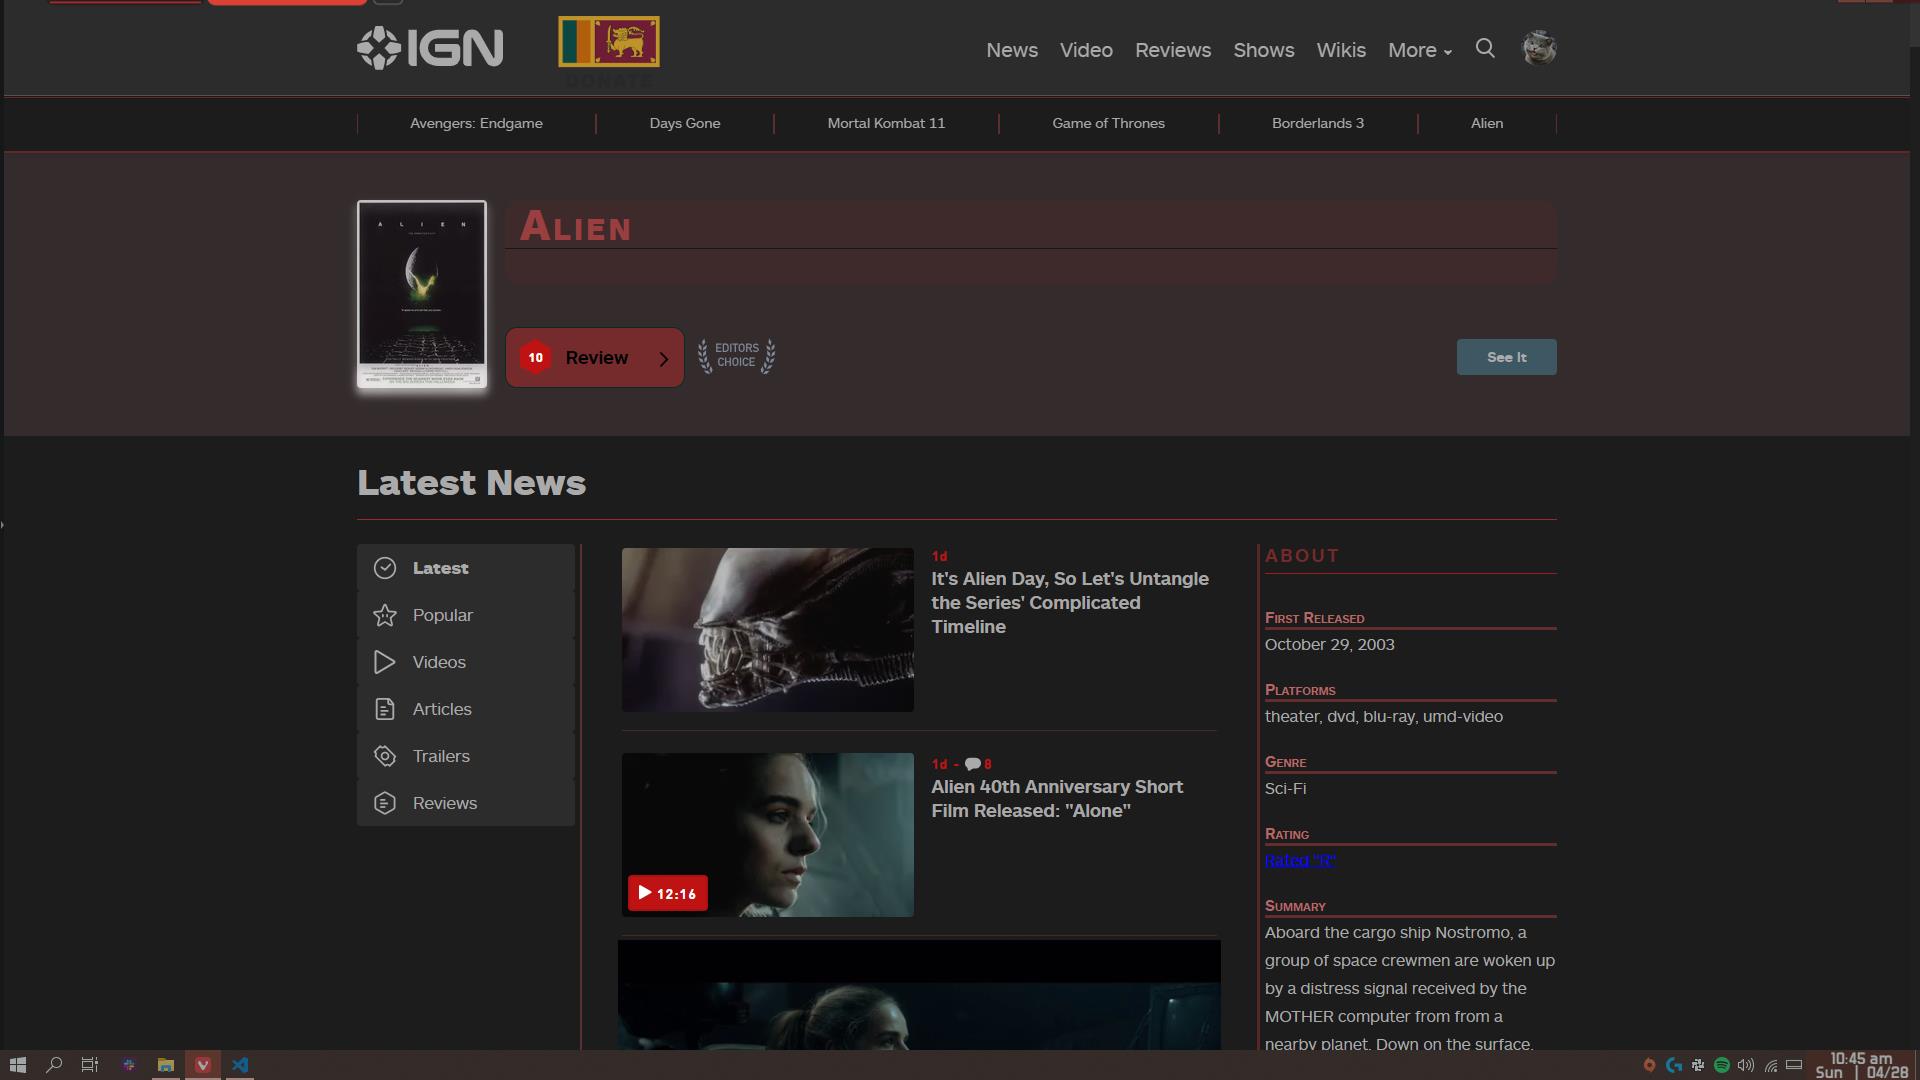 IGN
DONATE
News Video Reviews Shows Wikis More
Avengers: Endgame Days Gone Mortal Kombat 11 Game of Thrones Borderlands 3 Alien
A L I E N
ALIEN
10 Review
EDITORS
CHOICE
See It
Latest News
Latest
Popular
Videos
Articles
Trailers
Reviews
1d
It's Alien Day, So Let's Untangle
the Series' Complicated
Timeline
1d - 8
Alien 40th Anniversary Short
Film Released: "Alone"
12:16
ABOUT
FIRST RELEASED
October 29, 2003
PLATFORMS
theater, dvd, blu-ray, umd-video
GENRE
Sci-Fi
RATING
Rated "R"
SUMMARY
Aboard the cargo ship Nostromo, a
group of space crewmen are woken up
by a distress signal received by the
MOTHER computer from from a
nearby planet. Down on the surface,
10:45 am
Sun | 04/28